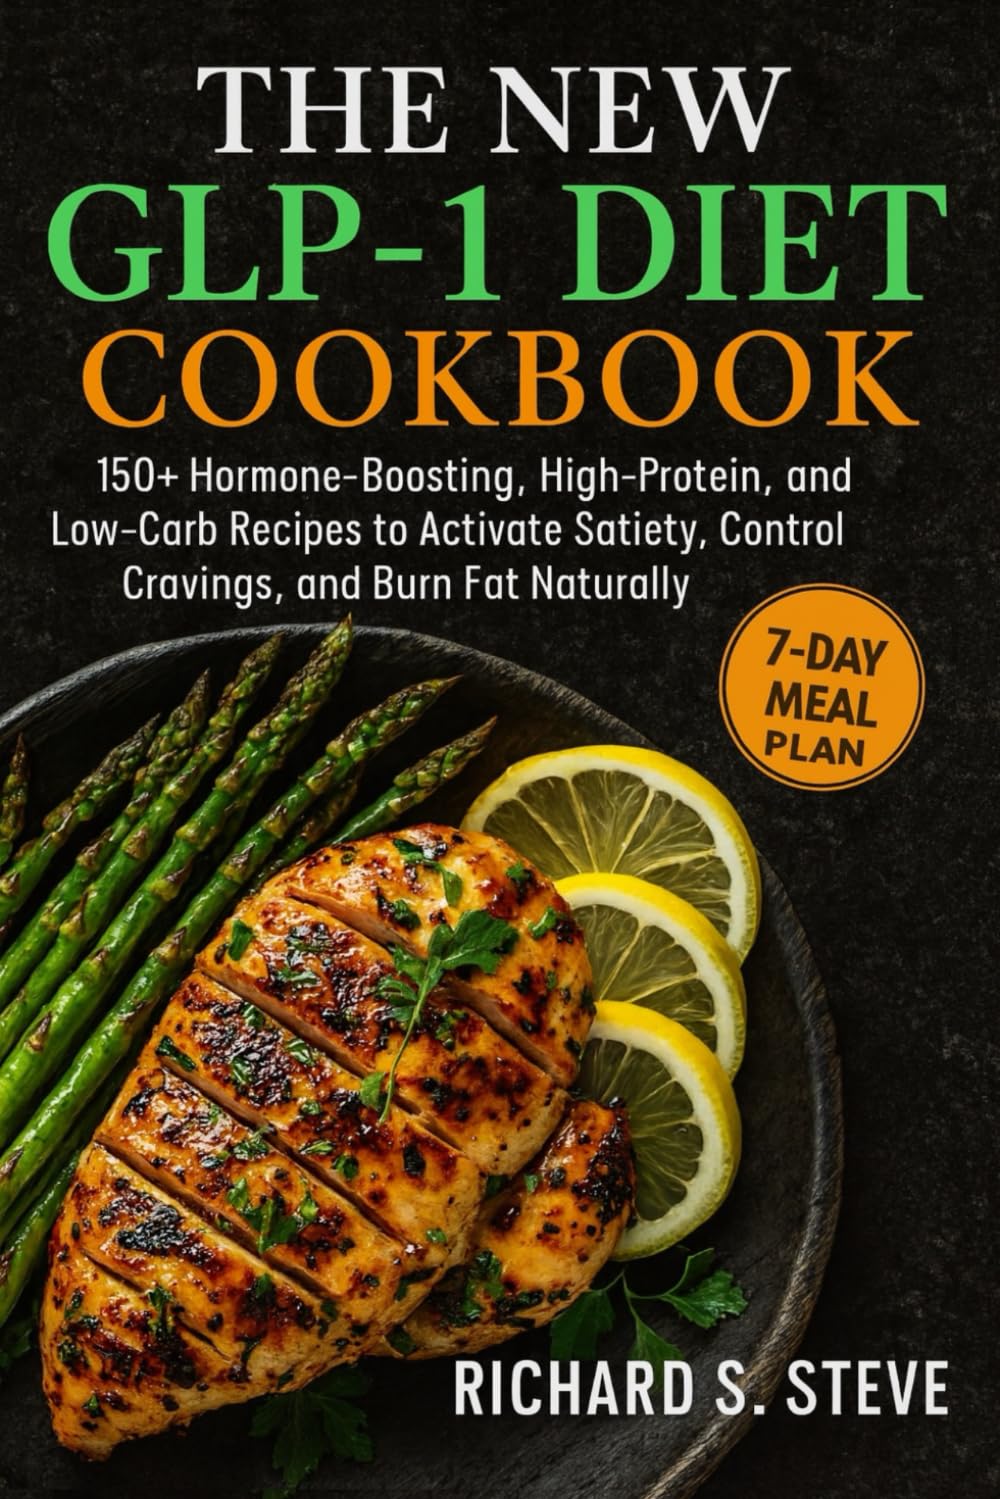 THE NEW
GLP-1 DIET
COOKBOOK
150+ Hormone-Boosting, High-Protein, and
Low-Carb Recipes to Activate Satiety, Control
Cravings, and Burn Fat Naturally
7-DAY
MEAL
PLAN
RICHARD S. STEVE